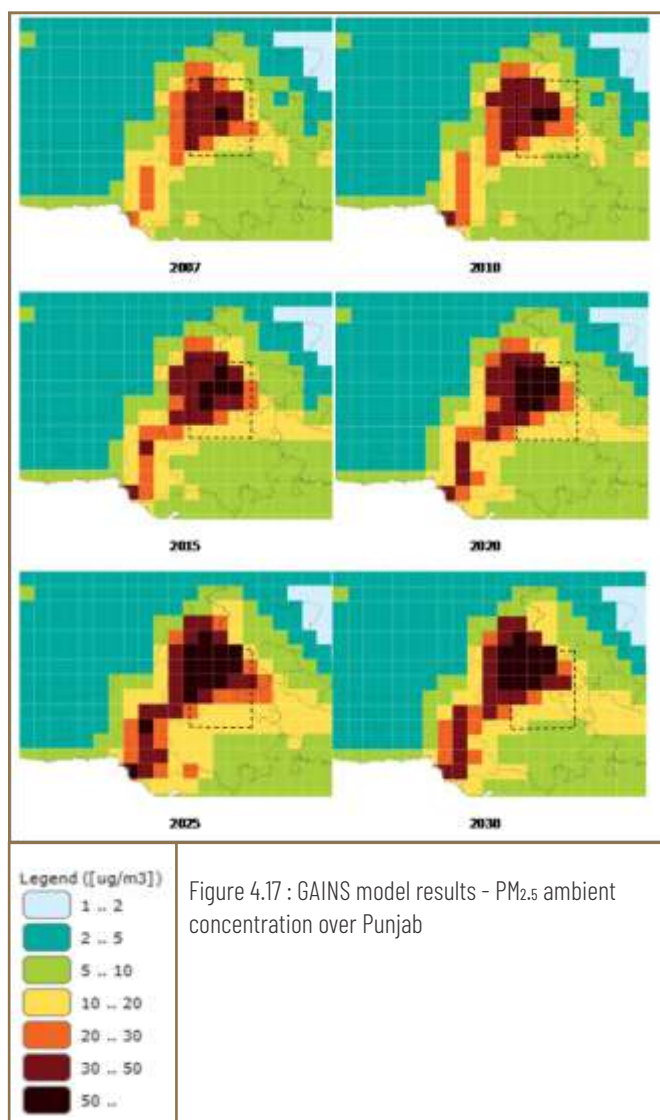 2007
2010
2015
2020
2025
2030
Legend ([ug/m3])
1 .. 2
2 .. 5
5 .. 10
10 .. 20
20 .. 30
30 .. 50
50 ..
Figure 4.17 : GAINS model results - PM₂.₅ ambient
concentration over Punjab